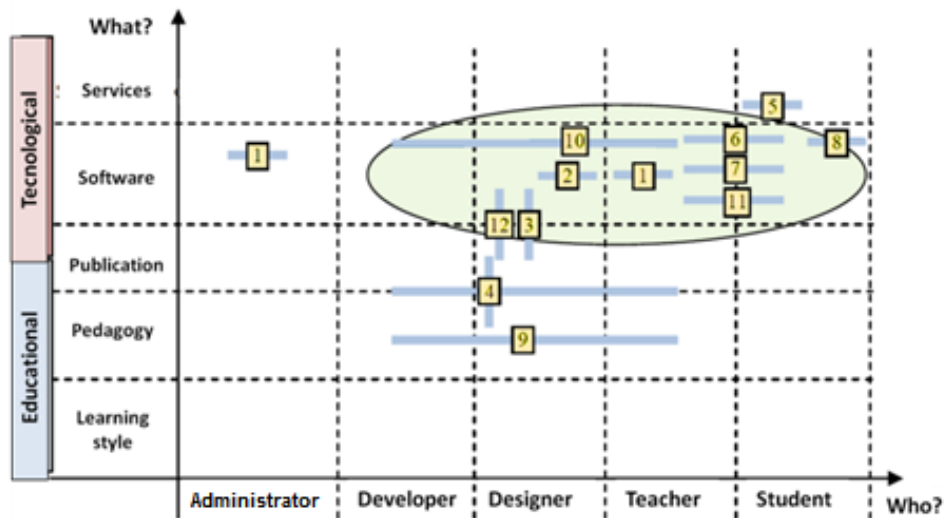 What?
Tecnological
Services
5
10
6
8
1
Software
2
1
7
11
12
3
Educational
Publication
4
Pedagogy
9
Learning
style
Administrator
Developer
Designer
Teacher
Student
Who?